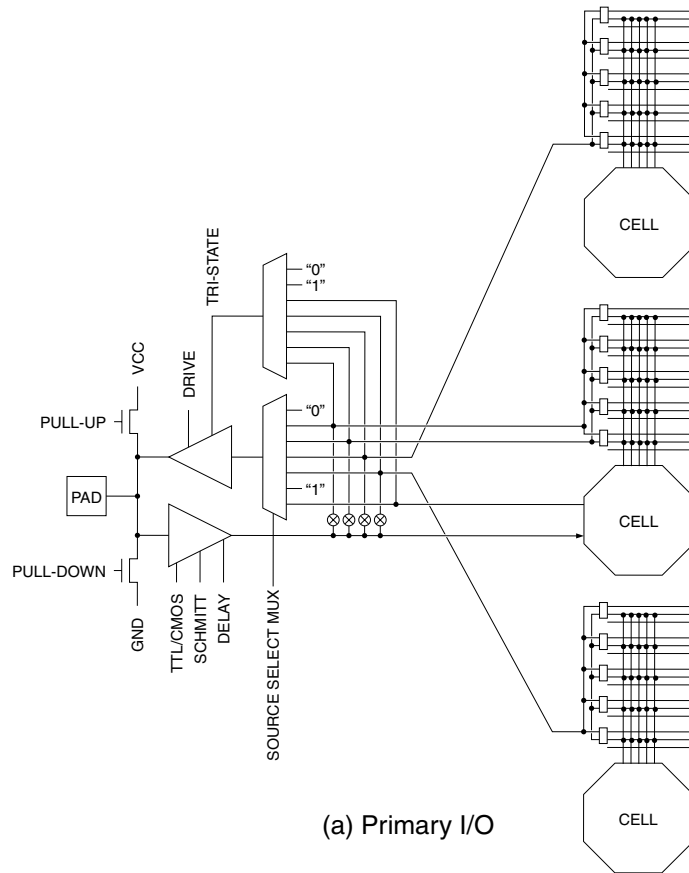 CELL
TRI-STATE
“0”
“1”
VCC
DRIVE
PULL-UP
“0”
PAD
“1”
CELL
PULL-DOWN
GND
TTL/CMOS
SCHMITT
DELAY
SOURCE SELECT MUX
CELL
(a) Primary I/O